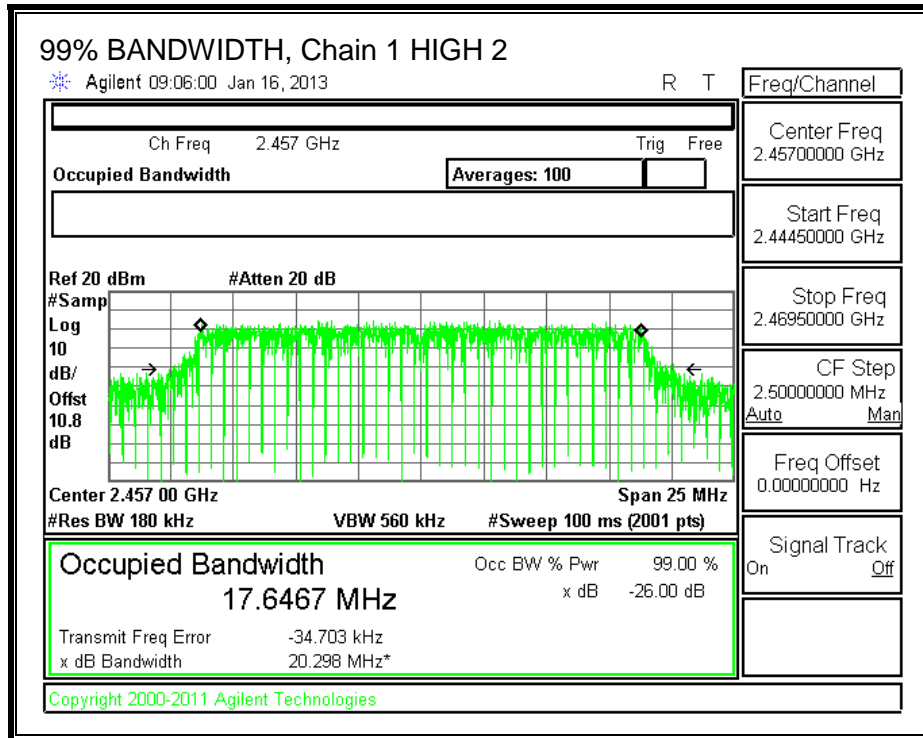 99% BANDWIDTH, Chain 1 HIGH 2
Agilent 09:06:00 Jan 16, 2013 R T
Ch Freq 2.457 GHz Trig Free
Occupied Bandwidth Averages: 100
Ref 20 dBm #Atten 20 dB
#Samp
Log
10
dB/
Offst
10.8
dB
Center 2.457 00 GHz Span 25 MHz
#Res BW 180 kHz VBW 560 kHz #Sweep 100 ms (2001 pts)
Occupied Bandwidth Occ BW % Pwr 99.00 %
17.6467 MHz x dB -26.00 dB
Transmit Freq Error -34.703 kHz
x dB Bandwidth 20.298 MHz*
Copyright 2000-2011 Agilent Technologies
Freq/Channel
Center Freq
2.45700000 GHz
Start Freq
2.44450000 GHz
Stop Freq
2.46950000 GHz
CF Step
2.50000000 MHz
Auto Man
Freq Offset
0.00000000 Hz
Signal Track
On Off